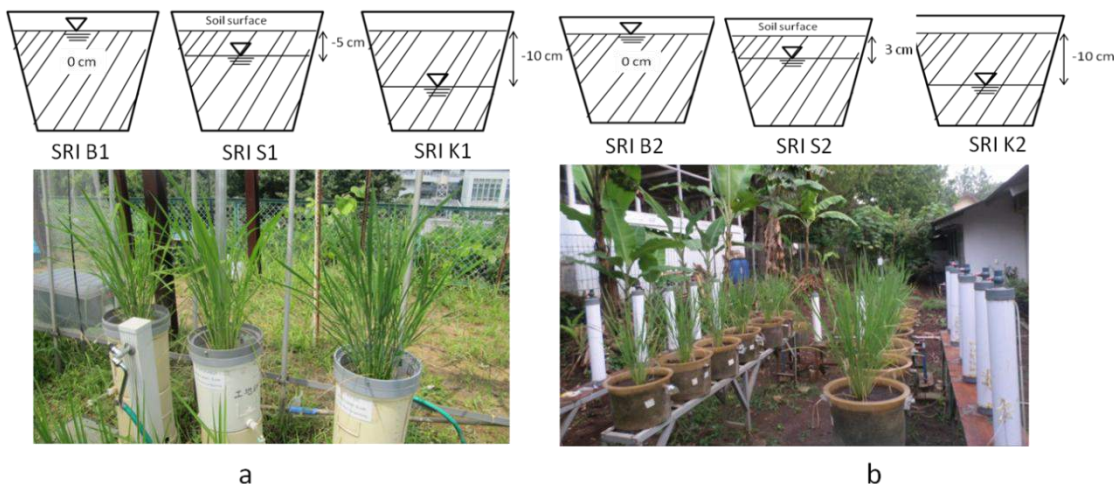 Soil surface
0 cm
-5 cm
-10 cm
SRI B1
SRI S1
SRI K1
a
Soil surface
0 cm
3 cm
-10 cm
SRI B2
SRI S2
SRI K2
b